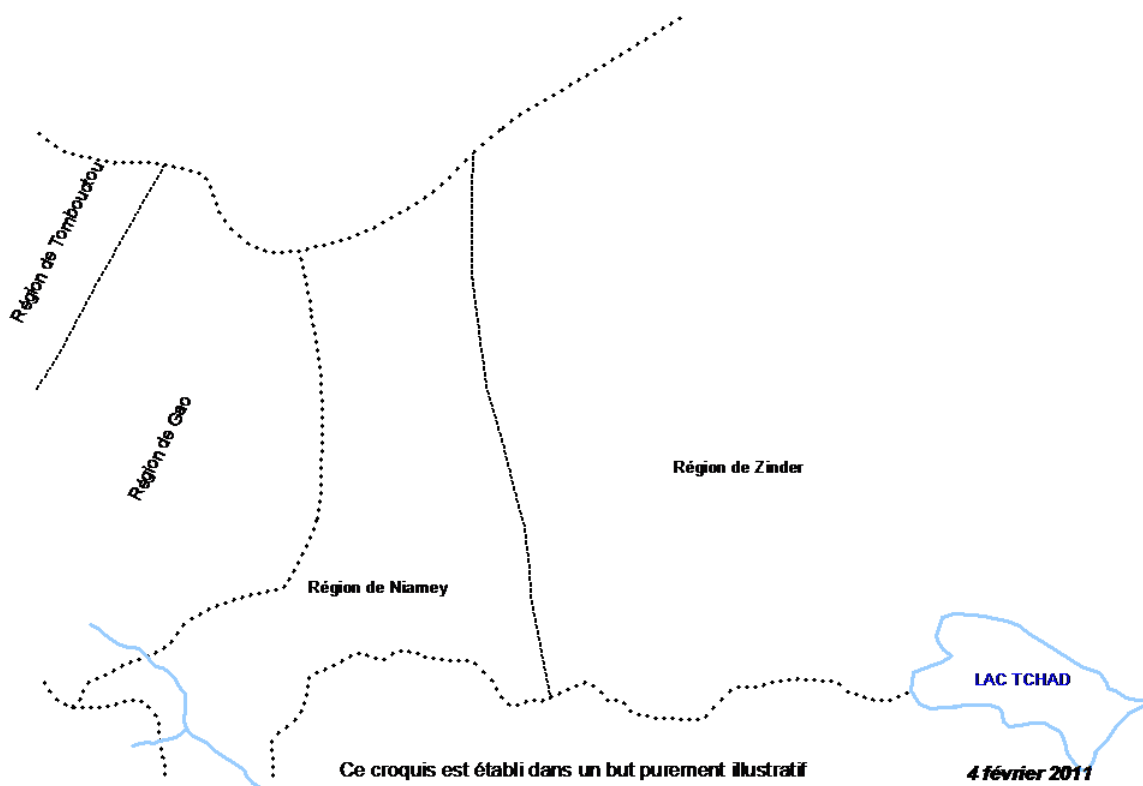 Région de Tombouctou
Région de Gao
Région de Zinder
Région de Niamey
LAC TCHAD
Ce croquis est établi dans un but purement illustratif
4 février 2011